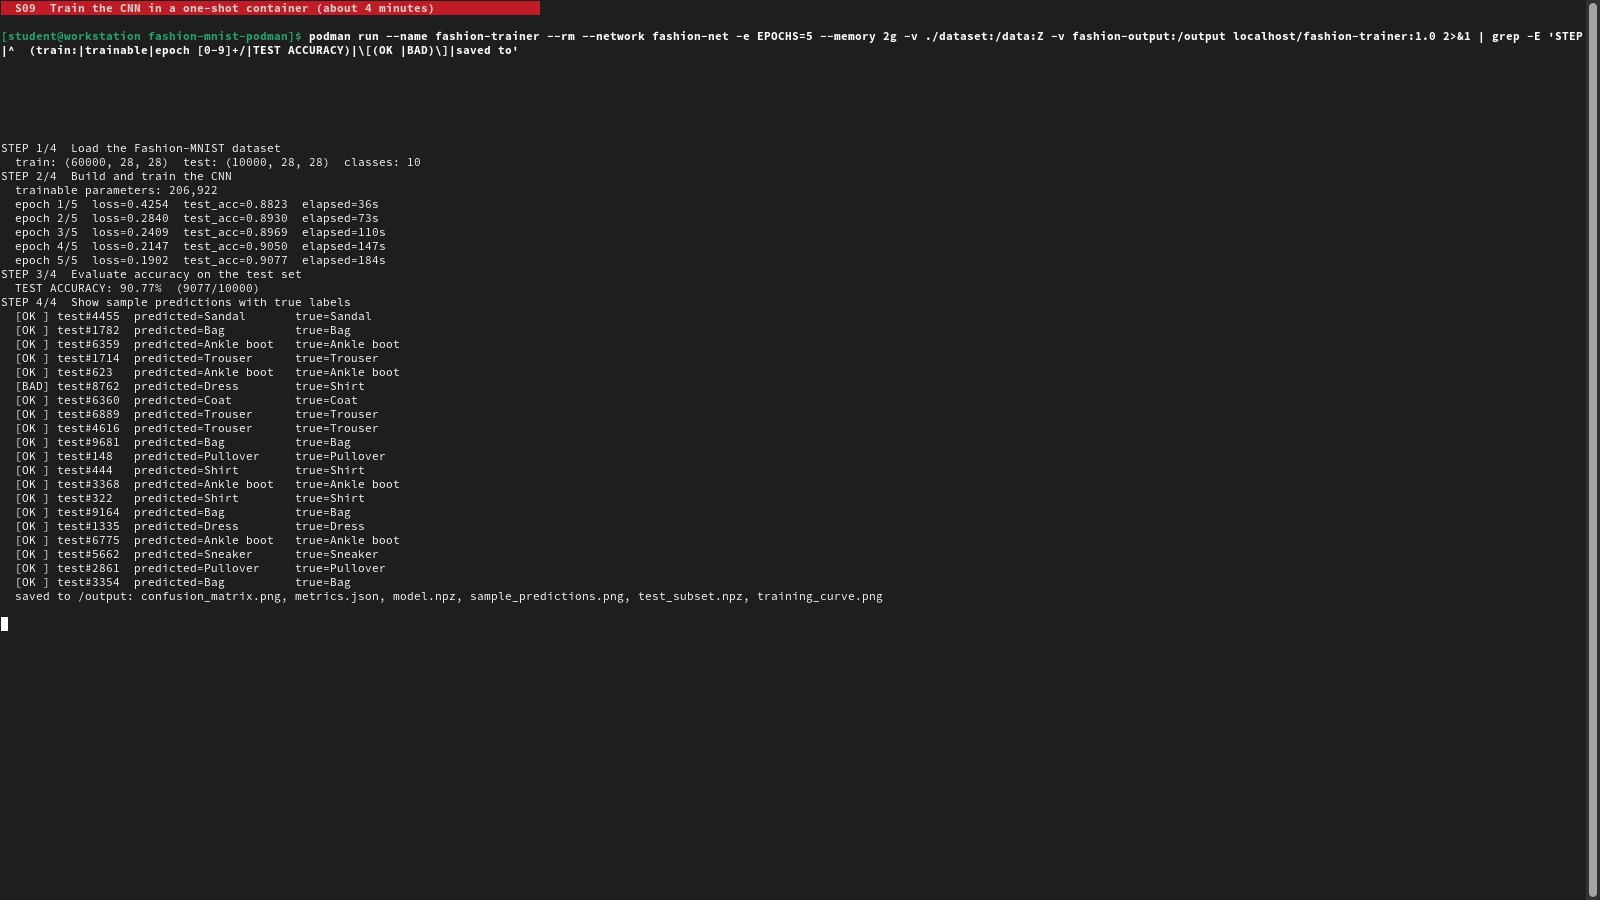 S09  Train the CNN in a one-shot container (about 4 minutes)
[student@workstation fashion-mnist-podman]$ podman run --name fashion-trainer --rm --network fashion-net -e EPOCHS=5 --memory 2g -v ./dataset:/data:Z -v fashion-output:/output localhost/fashion-trainer:1.0 2>&1 | grep -E 'STEP
|^  (train:|trainable|epoch [0-9]+/|TEST ACCURACY)|\[(OK |BAD)\]|saved to'
STEP 1/4  Load the Fashion-MNIST dataset
  train: (60000, 28, 28)  test: (10000, 28, 28)  classes: 10
STEP 2/4  Build and train the CNN
  trainable parameters: 206,922
  epoch 1/5  loss=0.4254  test_acc=0.8823  elapsed=36s
  epoch 2/5  loss=0.2840  test_acc=0.8930  elapsed=73s
  epoch 3/5  loss=0.2409  test_acc=0.8969  elapsed=110s
  epoch 4/5  loss=0.2147  test_acc=0.9050  elapsed=147s
  epoch 5/5  loss=0.1902  test_acc=0.9077  elapsed=184s
STEP 3/4  Evaluate accuracy on the test set
  TEST ACCURACY: 90.77%  (9077/10000)
STEP 4/4  Show sample predictions with true labels
  [OK ] test#4455  predicted=Sandal       true=Sandal
  [OK ] test#1782  predicted=Bag          true=Bag
  [OK ] test#6359  predicted=Ankle boot   true=Ankle boot
  [OK ] test#1714  predicted=Trouser      true=Trouser
  [OK ] test#623   predicted=Ankle boot   true=Ankle boot
  [BAD] test#8762  predicted=Dress        true=Shirt
  [OK ] test#6360  predicted=Coat         true=Coat
  [OK ] test#6889  predicted=Trouser      true=Trouser
  [OK ] test#4616  predicted=Trouser      true=Trouser
  [OK ] test#9681  predicted=Bag          true=Bag
  [OK ] test#148   predicted=Pullover     true=Pullover
  [OK ] test#444   predicted=Shirt        true=Shirt
  [OK ] test#3368  predicted=Ankle boot   true=Ankle boot
  [OK ] test#322   predicted=Shirt        true=Shirt
  [OK ] test#9164  predicted=Bag          true=Bag
  [OK ] test#1335  predicted=Dress        true=Dress
  [OK ] test#6775  predicted=Ankle boot   true=Ankle boot
  [OK ] test#5662  predicted=Sneaker      true=Sneaker
  [OK ] test#2861  predicted=Pullover     true=Pullover
  [OK ] test#3354  predicted=Bag          true=Bag
  saved to /output: confusion_matrix.png, metrics.json, model.npz, sample_predictions.png, test_subset.npz, training_curve.png